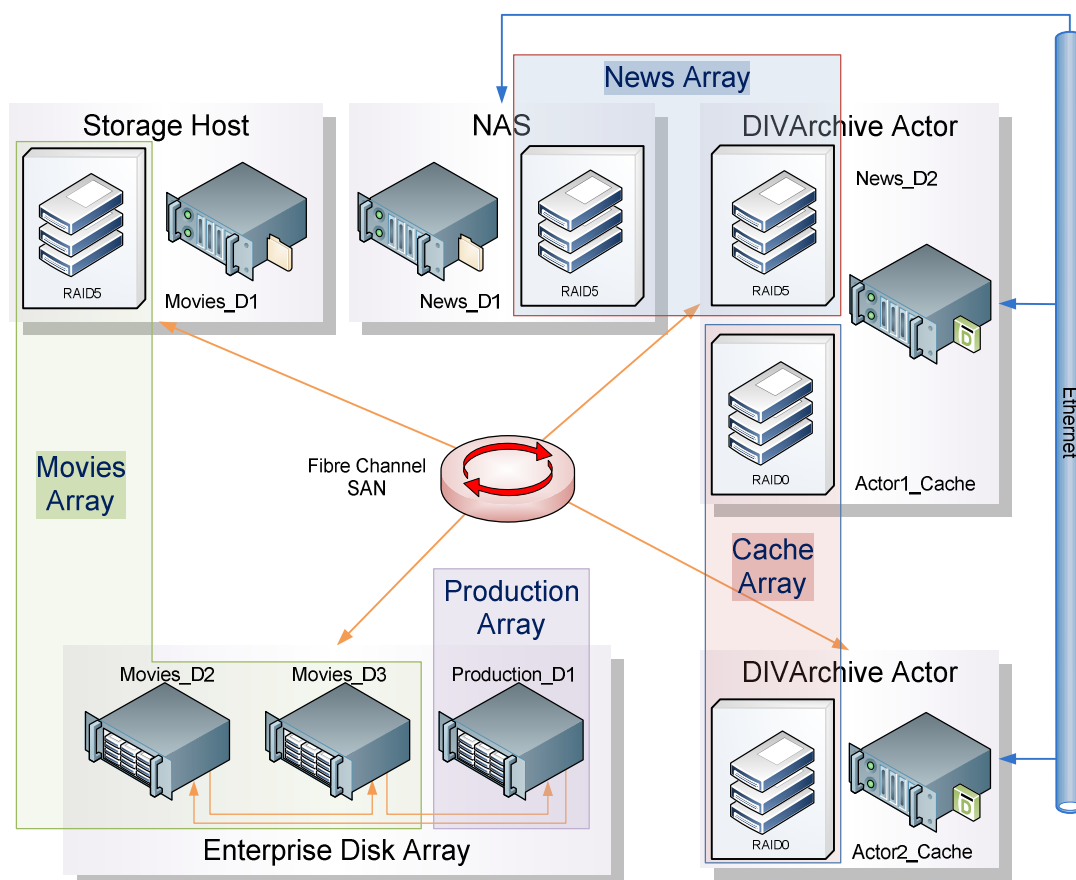 News Array
Storage Host
NAS
DIVArchive Actor
News_D2
RAID5
Movies_D1
News_D1
RAID5
RAID5
Ethernet
Movies
Array
Fibre Channel
SAN
RAID0
Actor1_Cache
Cache
Array
Production
Array
Movies_D2
Movies_D3
Production_D1
DIVArchive Actor
D
D
RAID0
Actor2_Cache
Enterprise Disk Array